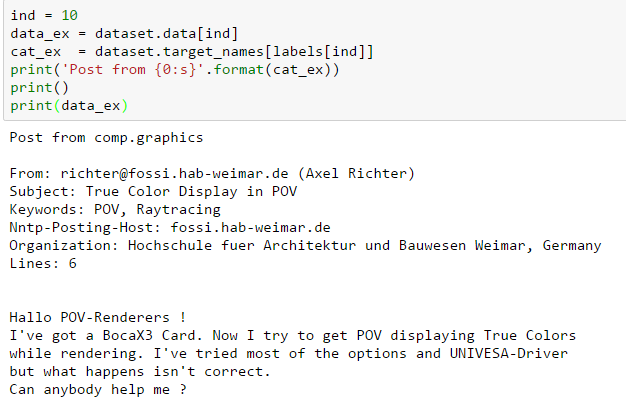 ind = 10
data_ex = dataset.data[ind]
cat_ex  = dataset.target_names[labels[ind]]
print('Post from {0:s}'.format(cat_ex))
print()
print(data_ex)
Post from comp.graphics
From: richter@fossi.hab-weimar.de (Axel Richter)
Subject: True Color Display in POV
Keywords: POV, Raytracing
Nntp-Posting-Host: fossi.hab-weimar.de
Organization: Hochschule fuer Architektur und Bauwesen Weimar, Germany
Lines: 6
Hallo POV-Renderers !
I've got a BocaX3 Card. Now I try to get POV displaying True Colors
while rendering. I've tried most of the options and UNIVESA-Driver
but what happens isn't correct.
Can anybody help me ?